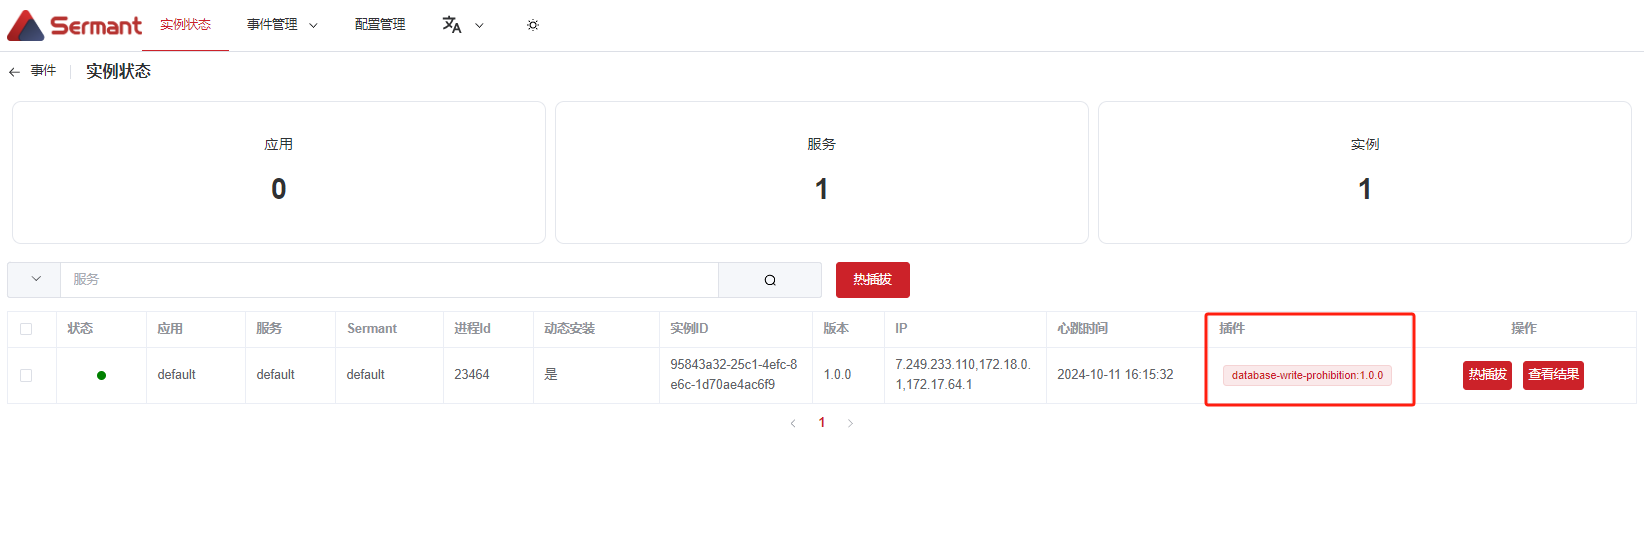 Sermant 实例状态 事件管理 配置管理
事件 实例状态
应用 服务 实例
0 1 1
服务 热插拔
状态 应用 服务 Sermant 进程Id 动态安装 实例ID 版本 IP 心跳时间 插件 操作
default default default 23464 是 95843a32-25c1-4efc-8 1.0.0 7.249.233.110,172.18.0. 2024-10-11 16:15:32 database-write-prohibition:1.0.0 热插拔 查看结果
e6c-1d70ae4ac6f9 1,172.17.64.1
1